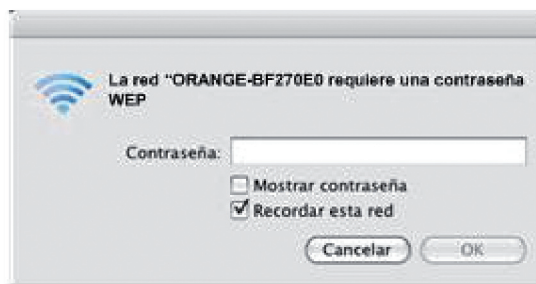 La red "ORANGE-BF270E0 requiere una contraseña
WEP
Contraseña:
Mostrar contraseña
Recordar esta red
Cancelar
OK